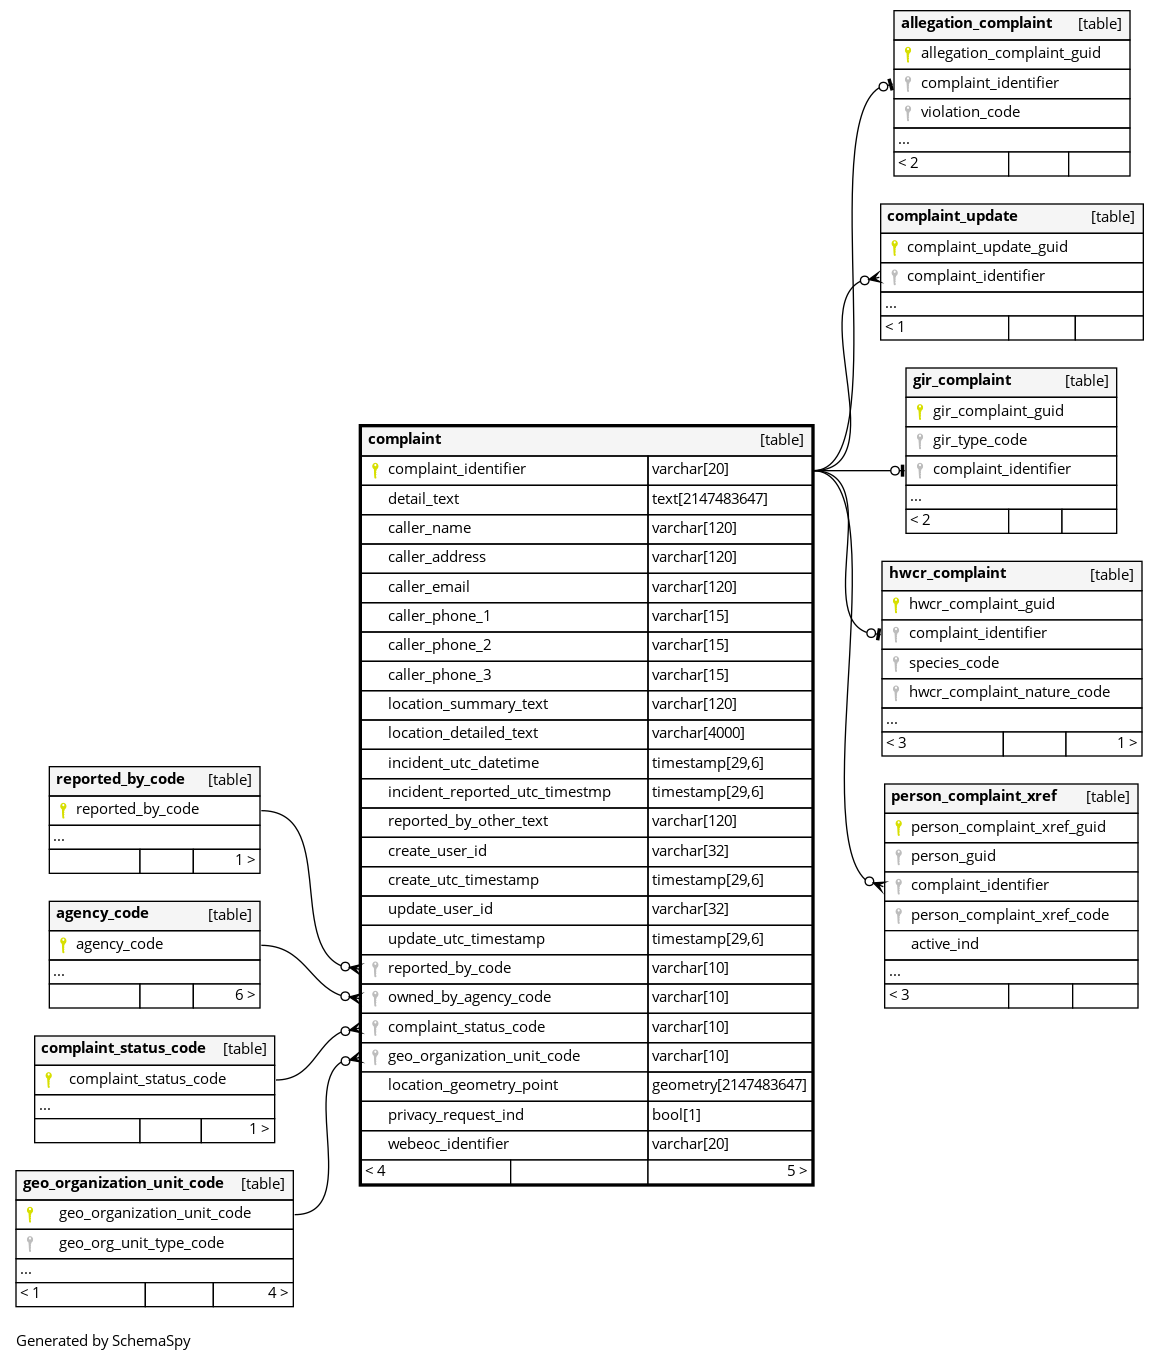 allegation_complaint [table]
allegation_complaint_guid
complaint_identifier
violation_code
...
< 2
complaint_update [table]
complaint_update_guid
complaint_identifier
...
< 1
gir_complaint [table]
gir_complaint_guid
gir_type_code
complaint_identifier
...
< 2
hwcr_complaint [table]
hwcr_complaint_guid
complaint_identifier
species_code
hwcr_complaint_nature_code
...
< 3 1 >
person_complaint_xref [table]
person_complaint_xref_guid
person_guid
complaint_identifier
person_complaint_xref_code
active_ind
...
< 3
complaint [table]
complaint_identifier varchar[20]
detail_text text[2147483647]
caller_name varchar[120]
caller_address varchar[120]
caller_email varchar[120]
caller_phone_1 varchar[15]
caller_phone_2 varchar[15]
caller_phone_3 varchar[15]
location_summary_text varchar[120]
location_detailed_text varchar[4000]
incident_utc_datetime timestamp[29,6]
incident_reported_utc_timestmp timestamp[29,6]
reported_by_other_text varchar[120]
create_user_id varchar[32]
create_utc_timestamp timestamp[29,6]
update_user_id varchar[32]
update_utc_timestamp timestamp[29,6]
reported_by_code varchar[10]
owned_by_agency_code varchar[10]
complaint_status_code varchar[10]
geo_organization_unit_code varchar[10]
location_geometry_point geometry[2147483647]
privacy_request_ind bool[1]
webeoc_identifier varchar[20]
< 4 5 >
reported_by_code [table]
reported_by_code
...
1 >
agency_code [table]
agency_code
...
6 >
complaint_status_code [table]
complaint_status_code
...
1 >
geo_organization_unit_code [table]
geo_organization_unit_code
geo_org_unit_type_code
...
< 1 4 >
Generated by SchemaSpy